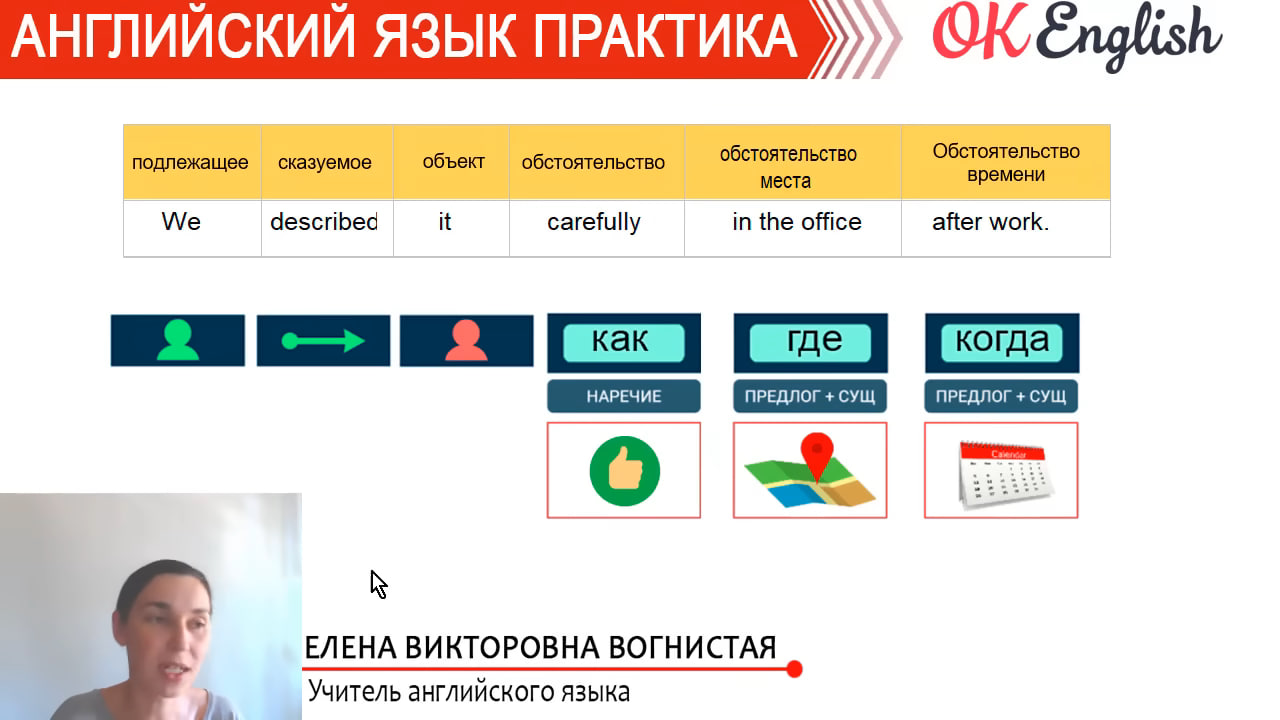 АНГЛИЙСКИЙ ЯЗЫК ПРАКТИКА
OK English
подлежащее сказуемое объект обстоятельство обстоятельство места Обстоятельство времени
We described it carefully in the office after work.
как где когда
НАРЕЧИЕ ПРЕДЛОГ + СУЩ ПРЕДЛОГ + СУЩ
Calendar
ЕЛЕНА ВИКТОРОВНА ВОГНИСТАЯ
Учитель английского языка